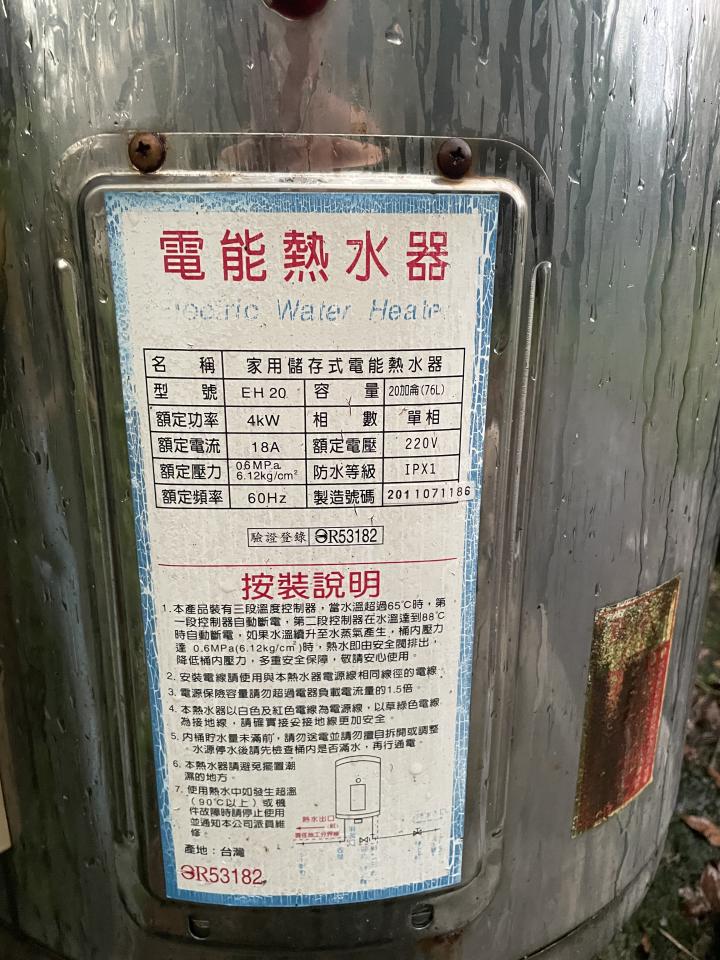 電能熱水器
Electric Water Heate
名稱 家用儲存式電能熱水器
型號 EH 20 容量 20加侖(76L)
額定功率 4kW 相數 單相
額定電流 18A 額定電壓 220V
額定壓力 0.6MPa 6.12kg/cm² 防水等級 IPX1
額定頻率 60Hz 製造號碼 2011071186
驗證登錄 R53182
按裝說明
1. 本產品裝有三段溫度控制器，當水溫超過65℃時，第
一段控制器自動斷電，第二段控制器在水溫達到88℃
時自動斷電，如果水溫續升至水蒸氣產生，桶內壓力
達 0.6MPa(6.12kg/c㎡)時，熱水即由安全閥排出，
降低桶內壓力，多重安全保障，敬請安心使用。
2. 安裝電線請使用與本熱水器電源線相同線徑的電線。
3. 電源保險容量請勿超過電器負載電流量的1.5倍。
4. 本熱水器以白色及紅色電線為電源線，以草綠色電線
為接地線，請確實接妥接地線更加安全。
5. 內桶貯水量未滿前，請勿送電並請勿擅自拆開或調整
水源停水後請先檢查桶內是否滿水，再行通電。
6. 本熱水器請避免擺置潮
濕的地方。
7. 使用熱水中如發生超溫
(90℃以上)或機
件故障時請停止使用
並通知本公司派員維
修。
熱水出口
責任施工分界線
產地：台灣
R53182